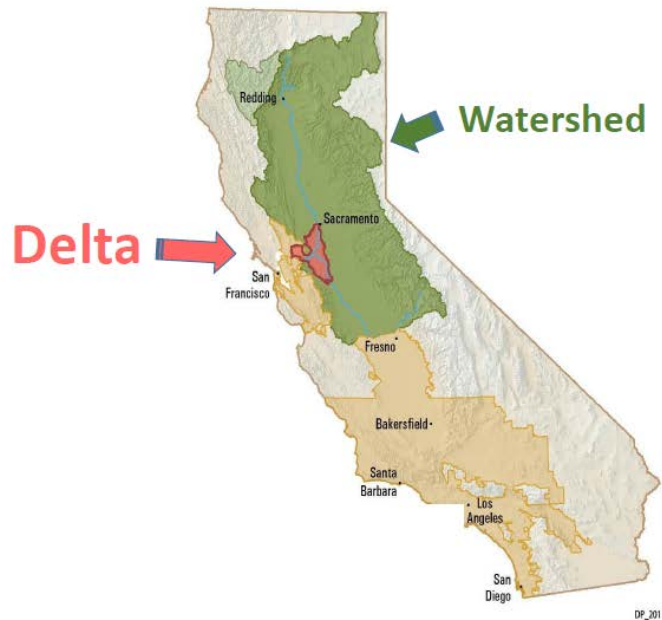 Redding
Watershed
Sacramento
Delta
San
Francisco
Fresno
Bakersfield
Santa
Barbara
Los
Angeles
San
Diego
DP_201